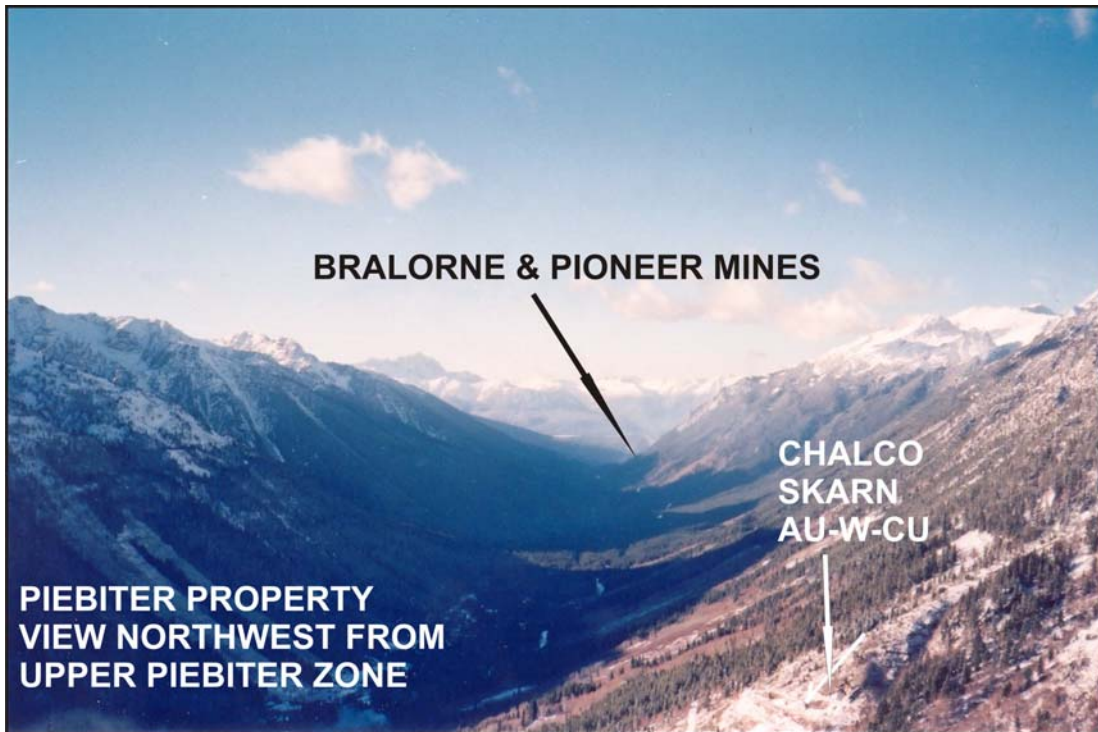 BRALORNE & PIONEER MINES
CHALCO
SKARN
AU-W-CU
PIEBITER PROPERTY
VIEW NORTHWEST FROM
UPPER PIEBITER ZONE